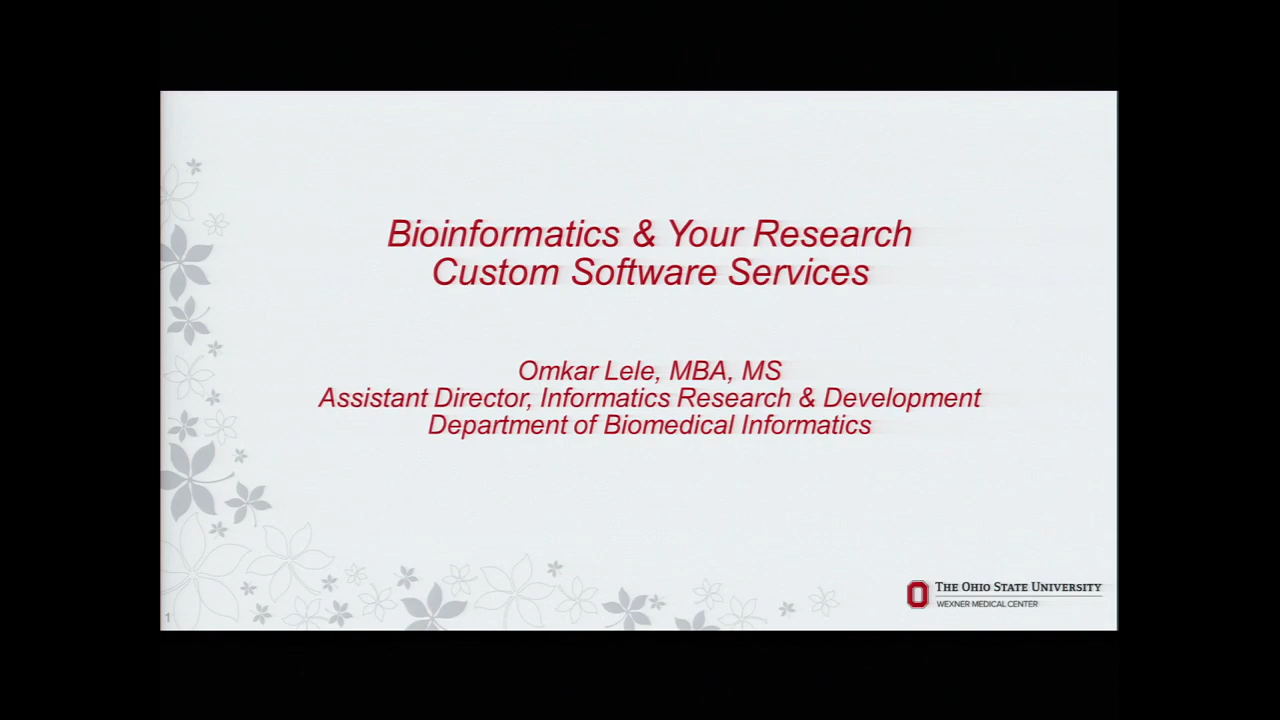 Bioinformatics & Your Research
Custom Software Services
Omkar Lele, MBA, MS
Assistant Director, Informatics Research & Development
Department of Biomedical Informatics
THE OHIO STATE UNIVERSITY
WEXNER MEDICAL CENTER
1